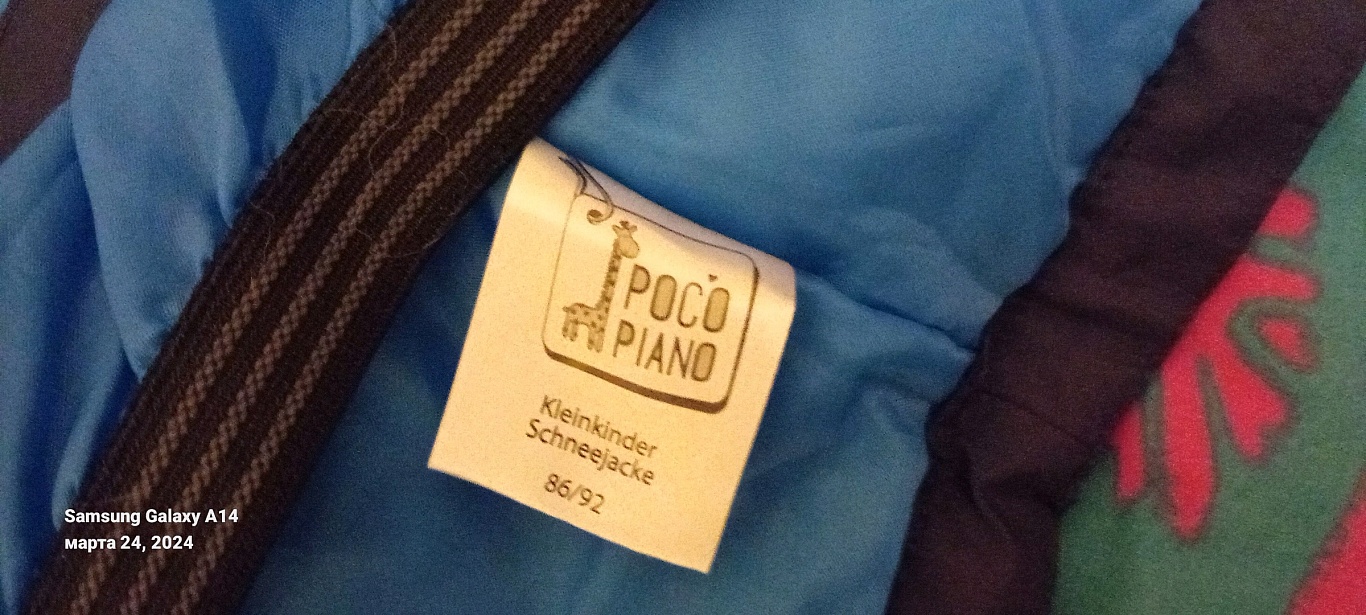 POCO
PIANO
Kleinkinder
Schneejacke
86/92
Samsung Galaxy A14
марта 24, 2024